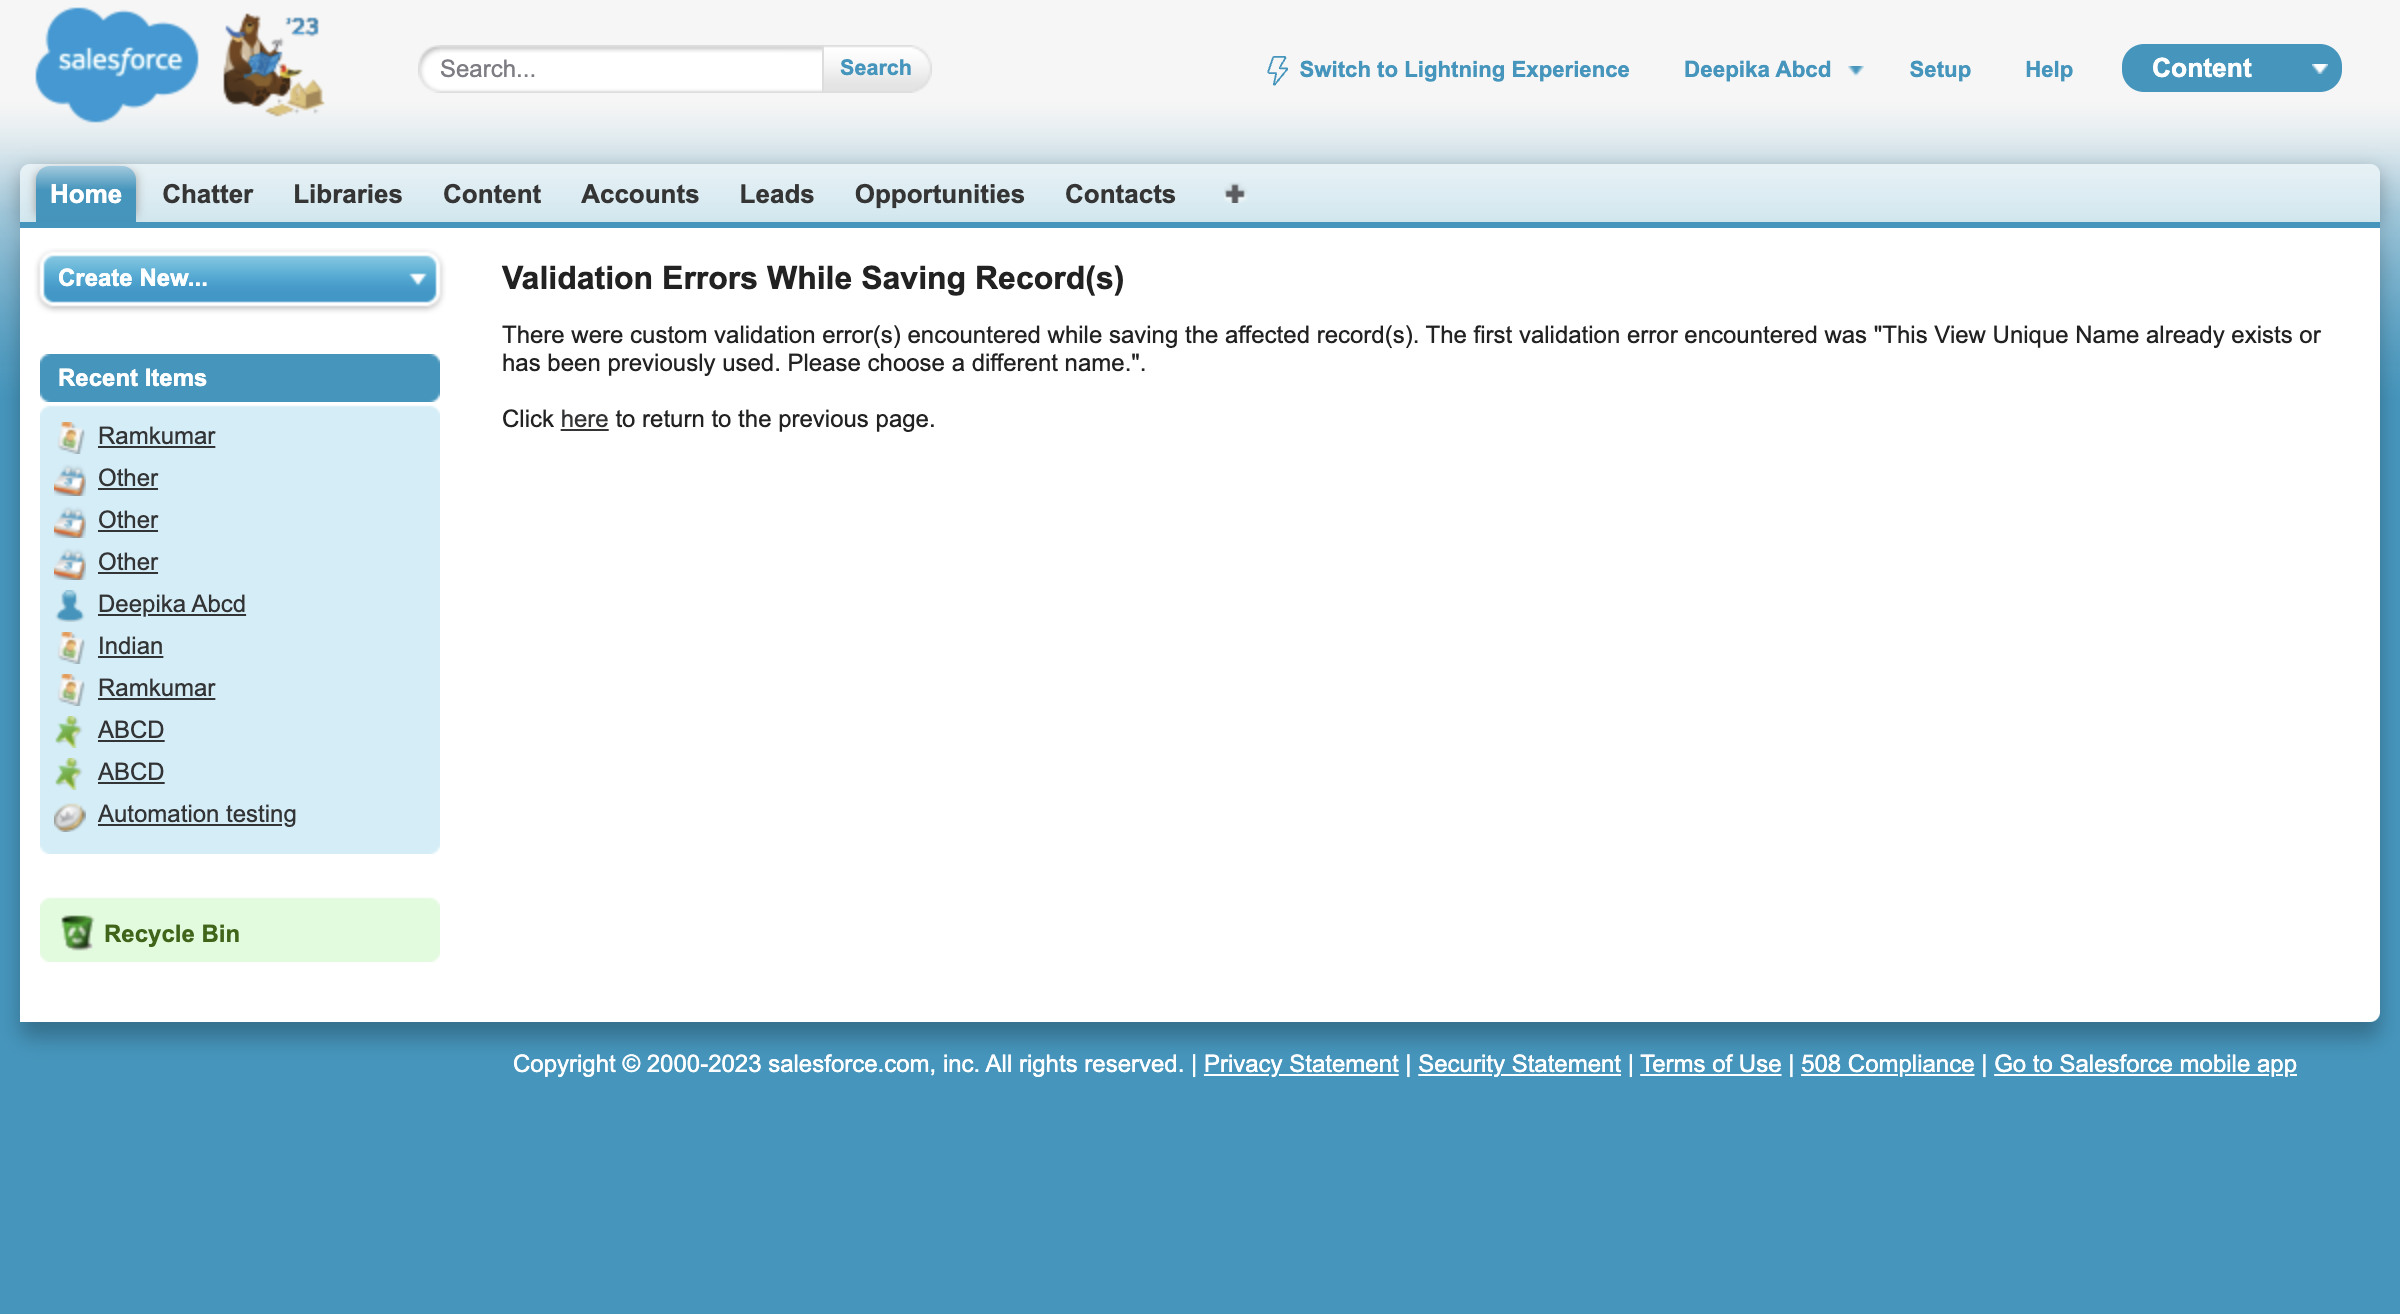 salesforce
'23
Search...
Search
Switch to Lightning Experience
Deepika Abcd
Setup
Help
Content
Home
Chatter
Libraries
Content
Accounts
Leads
Opportunities
Contacts
Create New...
Recent Items
Ramkumar
Other
Other
Other
Deepika Abcd
Indian
Ramkumar
ABCD
ABCD
Automation testing
Recycle Bin
Validation Errors While Saving Record(s)
There were custom validation error(s) encountered while saving the affected record(s). The first validation error encountered was "This View Unique Name already exists or
has been previously used. Please choose a different name.".
Click here to return to the previous page.
Copyright © 2000-2023 salesforce.com, inc. All rights reserved. | Privacy Statement | Security Statement | Terms of Use | 508 Compliance | Go to Salesforce mobile app